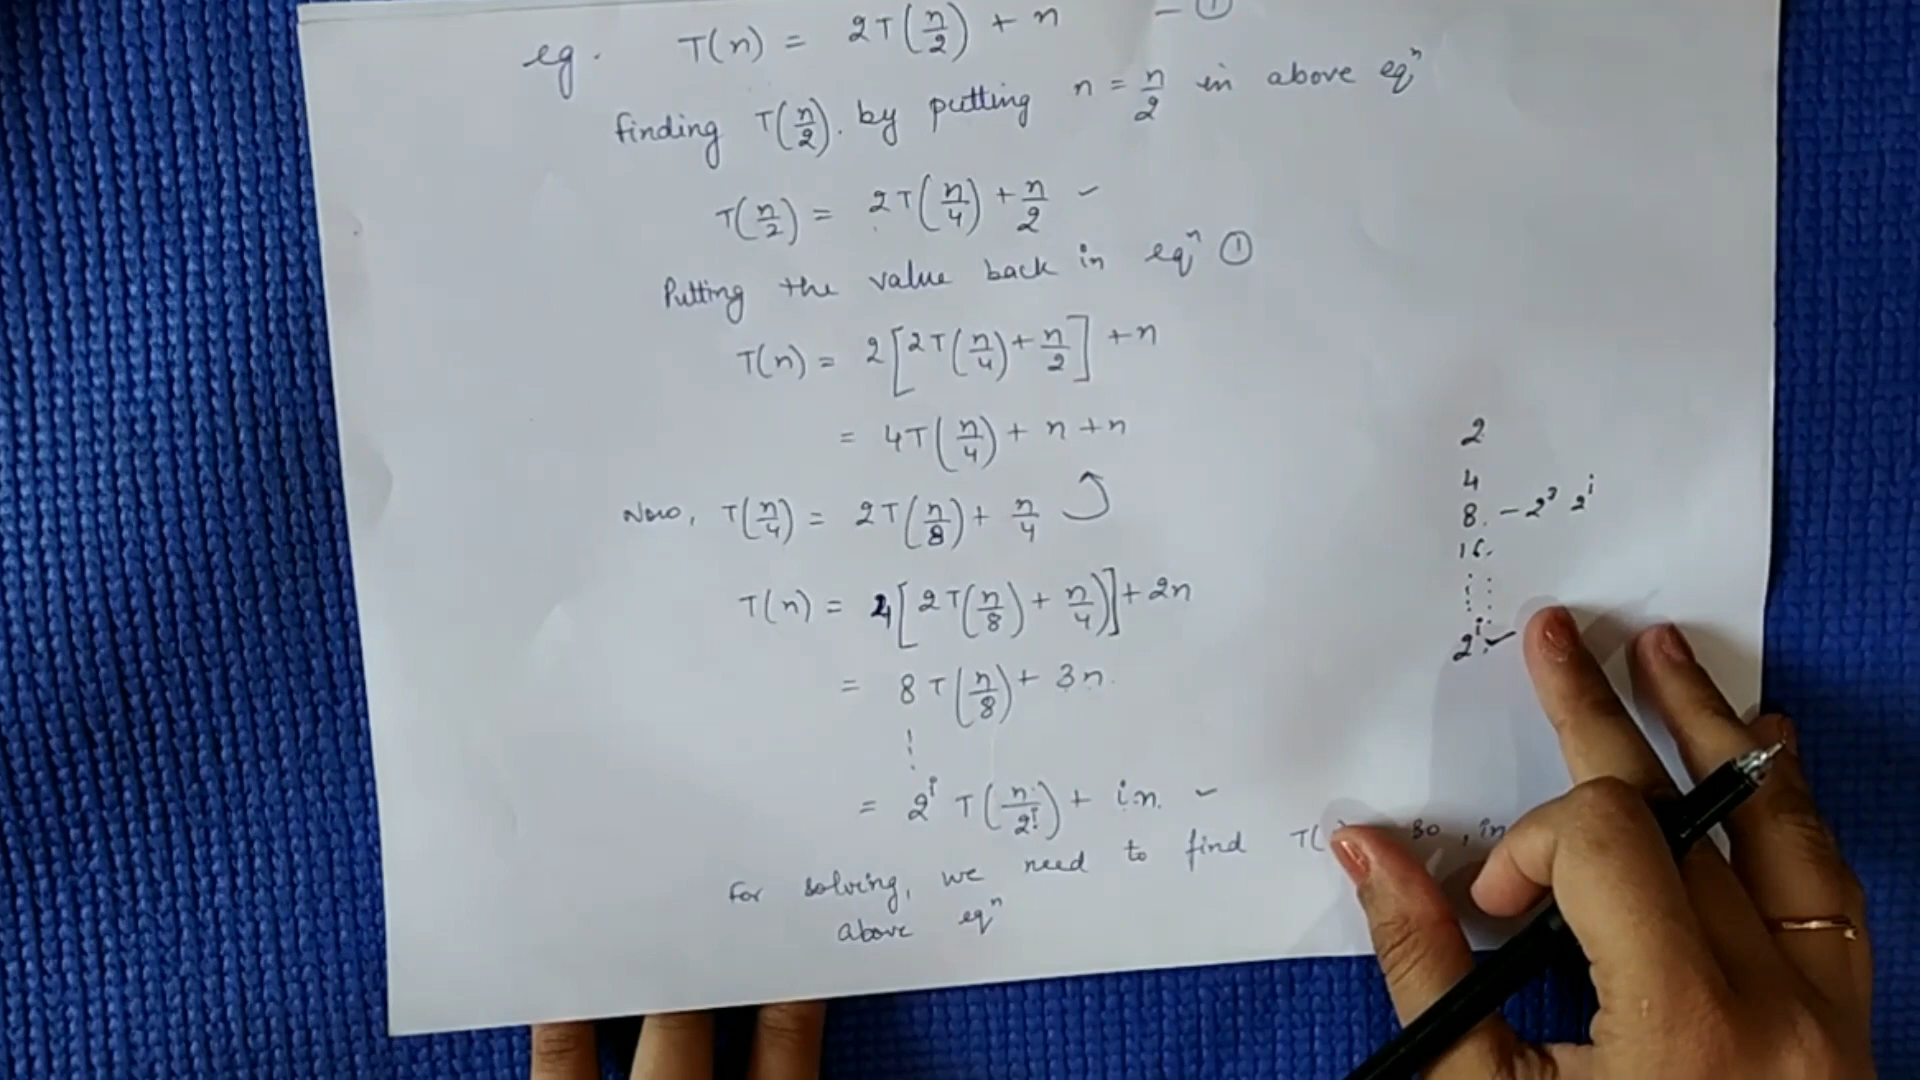 eg. T(n) = 2T(n/2) + n — ①
finding T(n/2). by putting n = n/2 in above eqⁿ
T(n/2) = 2T(n/4) + n/2 ✓
Putting the value back in eqⁿ ①
T(n) = 2[2T(n/4) + n/2] + n
= 4T(n/4) + n + n
Now, T(n/4) = 2T(n/8) + n/4
T(n) = 4[2T(n/8) + n/4)] + 2n
= 8T(n/8) + 3n.
⋮
= 2ⁱ T(n/2ⁱ) + i.n. ✓
For solving, we need to find T( so, in
above eqⁿ
2
4
8. – 2³ 2ⁱ
16.
⋮ ⋮
2ⁱ ✓